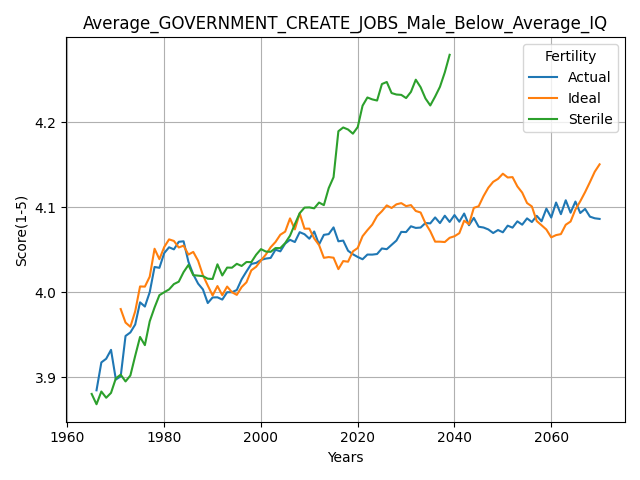 Average_GOVERNMENT_CREATE_JOBS_Male_Below_Average_IQ
Fertility
Actual
Ideal
Sterile
Score(1-5)
4.2
4.1
4.0
3.9
1960 1980 2000 2020 2040 2060
Years